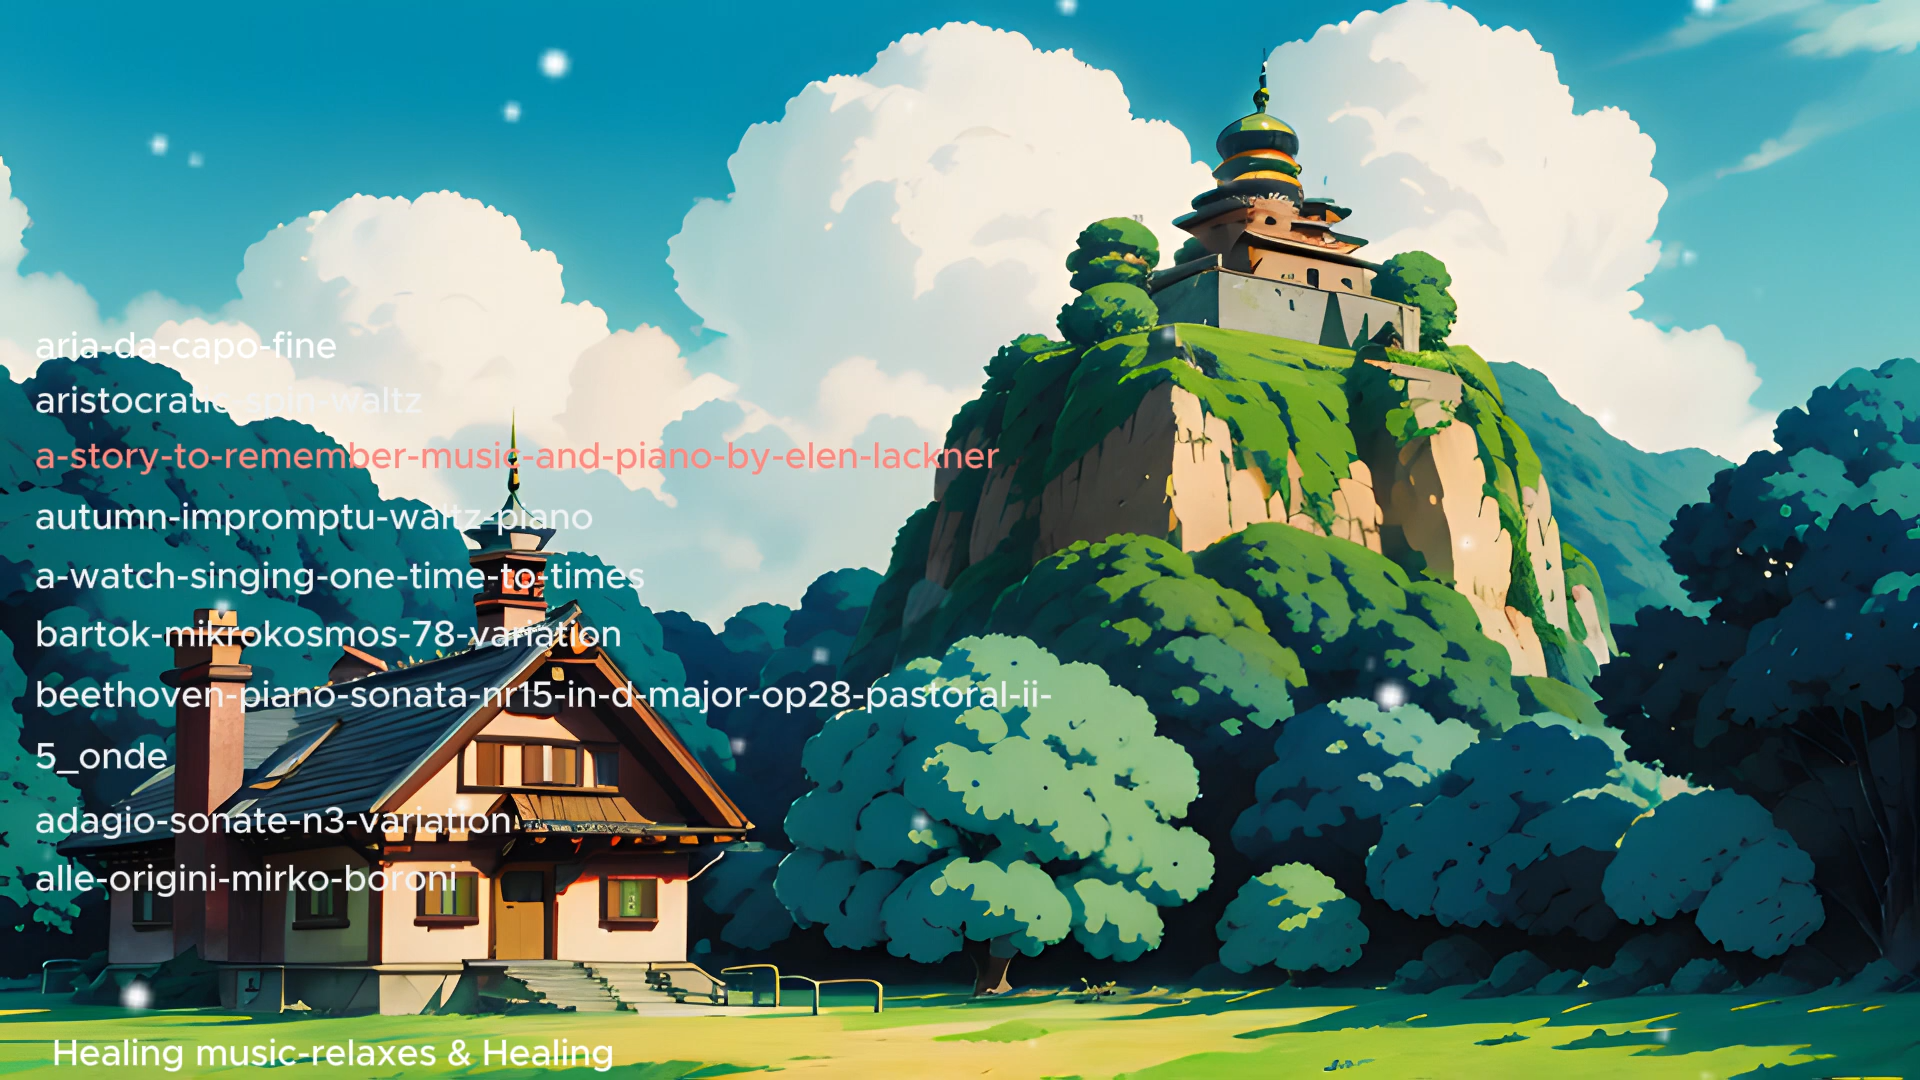 aria-da-capo-fine
aristocratic-spin-waltz
a-story-to-remember-music-and-piano-by-elen-lackner
autumn-impromptu-waltz-piano
a-watch-singing-one-time-to-times
bartok-mikrokosmos-78-variation
beethoven-piano-sonata-nr15-in-d-major-op28-pastoral-ii-
5_onde
adagio-sonate-n3-variation
alle-origini-mirko-boroni
Healing music-relaxes & Healing